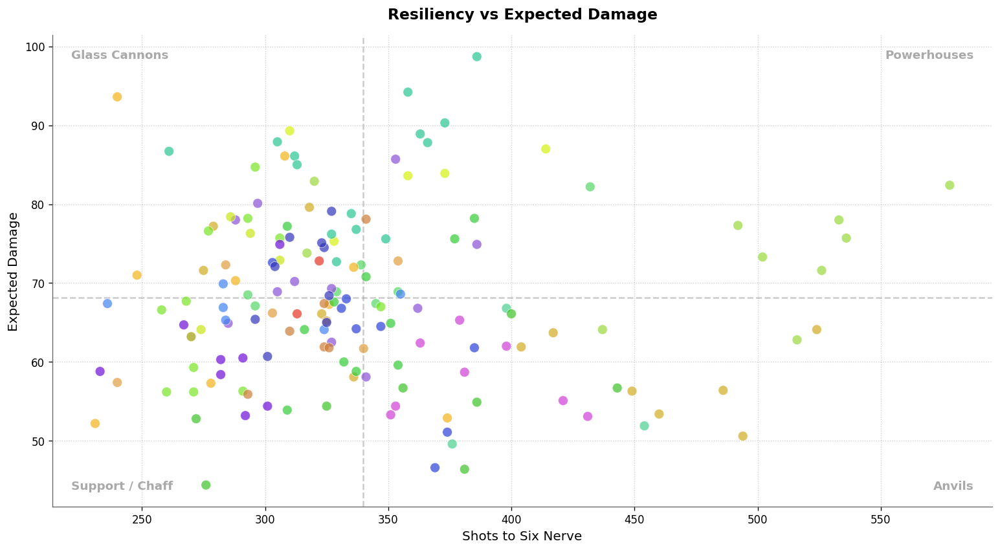 Resiliency vs Expected Damage
Glass Cannons
Powerhouses
Support / Chaff
Anvils
Expected Damage
100
90
80
70
60
50
250
300
350
400
450
500
550
Shots to Six Nerve